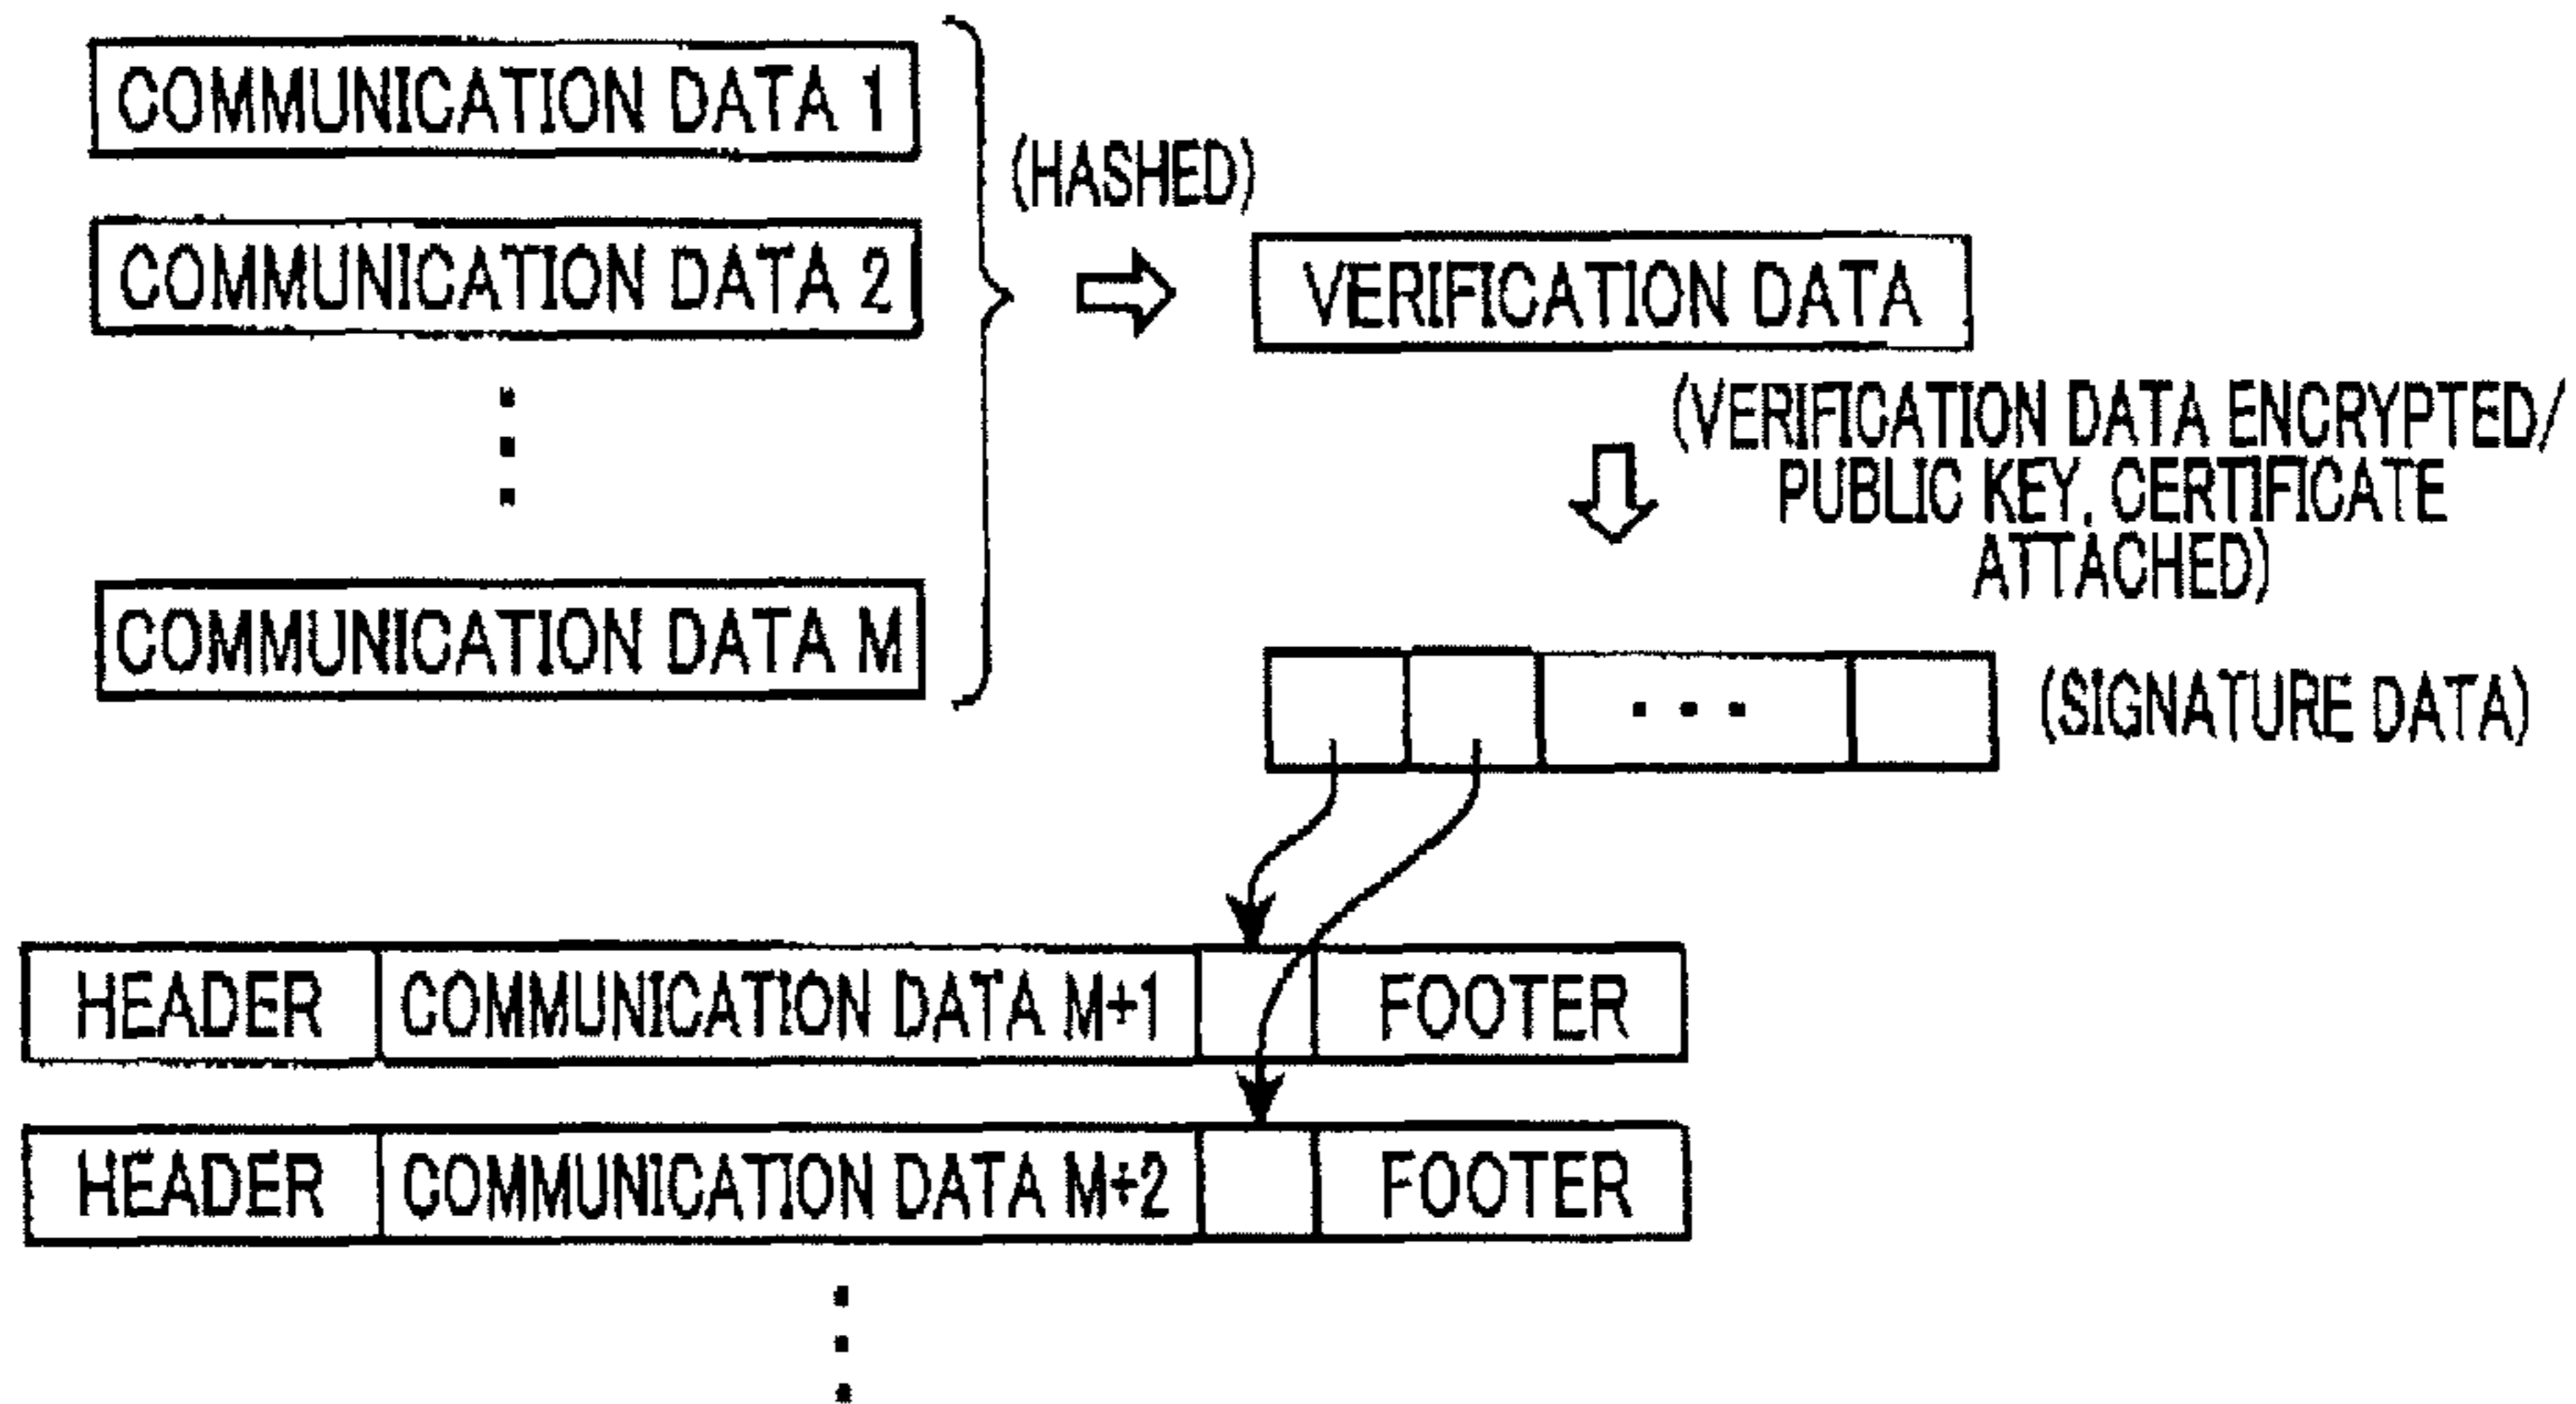 COMMUNICATION DATA 1
(HASHED)
COMMUNICATION DATA 2
VERIFICATION DATA
(VERIFICATION DATA ENCRYPTED/
PUBLIC KEY, CERTIFICATE
ATTACHED)
COMMUNICATION DATA M
(SIGNATURE DATA)
HEADER COMMUNICATION DATA M+1 FOOTER
HEADER COMMUNICATION DATA M+2 FOOTER